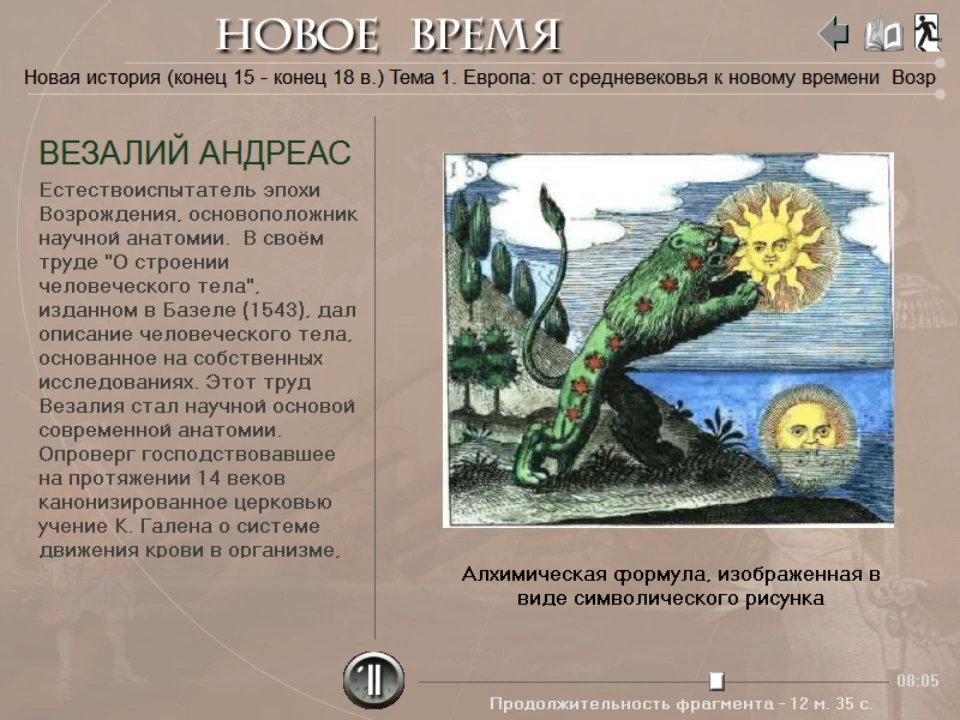 НОВОЕ ВРЕМЯ
Новая история (конец 15 - конец 18 в.) Тема 1. Европа: от средневековья к новому времени Возр
ВЕЗАЛИЙ АНДРЕАС
Естествоиспытатель эпохи
Возрождения, основоположник
научной анатомии. В своём
труде "О строении
человеческого тела",
изданном в Базеле (1543), дал
описание человеческого тела,
основанное на собственных
исследованиях. Этот труд
Везалия стал научной основой
современной анатомии.
Опроверг господствовавшее
на протяжении 14 веков
канонизированное церковью
учение К. Галена о системе
движения крови в организме,
18.
Алхимическая формула, изображенная в
виде символического рисунка
08:05
Продолжительность фрагмента - 12 м. 35 с.